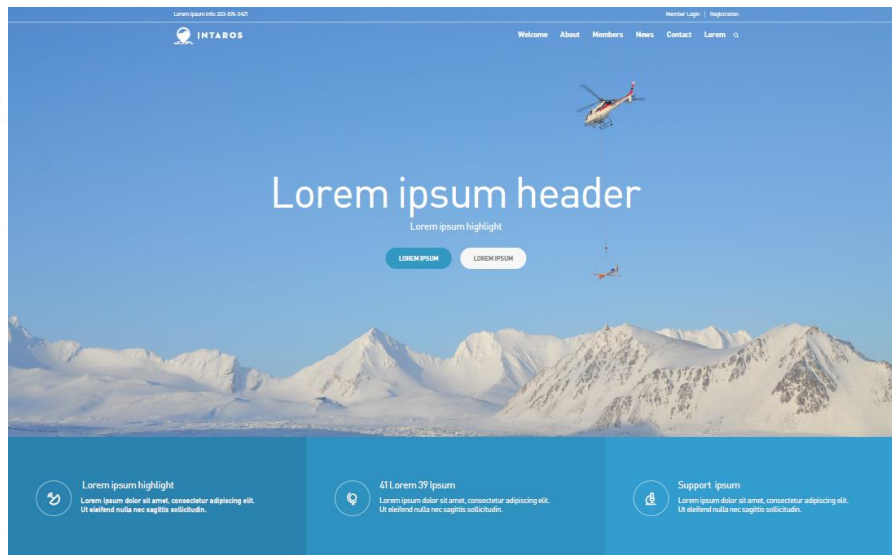 Lorem ipsum info: 333-876-3421
Member Login | Registration
INTAROS
Welcome About Members News Contact Lorem
Lorem ipsum header
Lorem ipsum highlight
LOREM IPSUM LOREM IPSUM
Lorem ipsum highlight
Lorem ipsum dolor sit amet, consectetur adipiscing elit.
Ut eleifend nulla nec sagittis sollicitudin.
41 Lorem 39 Ipsum
Lorem ipsum dolor sit amet, consectetur adipiscing elit.
Ut eleifend nulla nec sagittis sollicitudin.
Support ipsum
Lorem ipsum dolor sit amet, consectetur adipiscing elit.
Ut eleifend nulla nec sagittis sollicitudin.